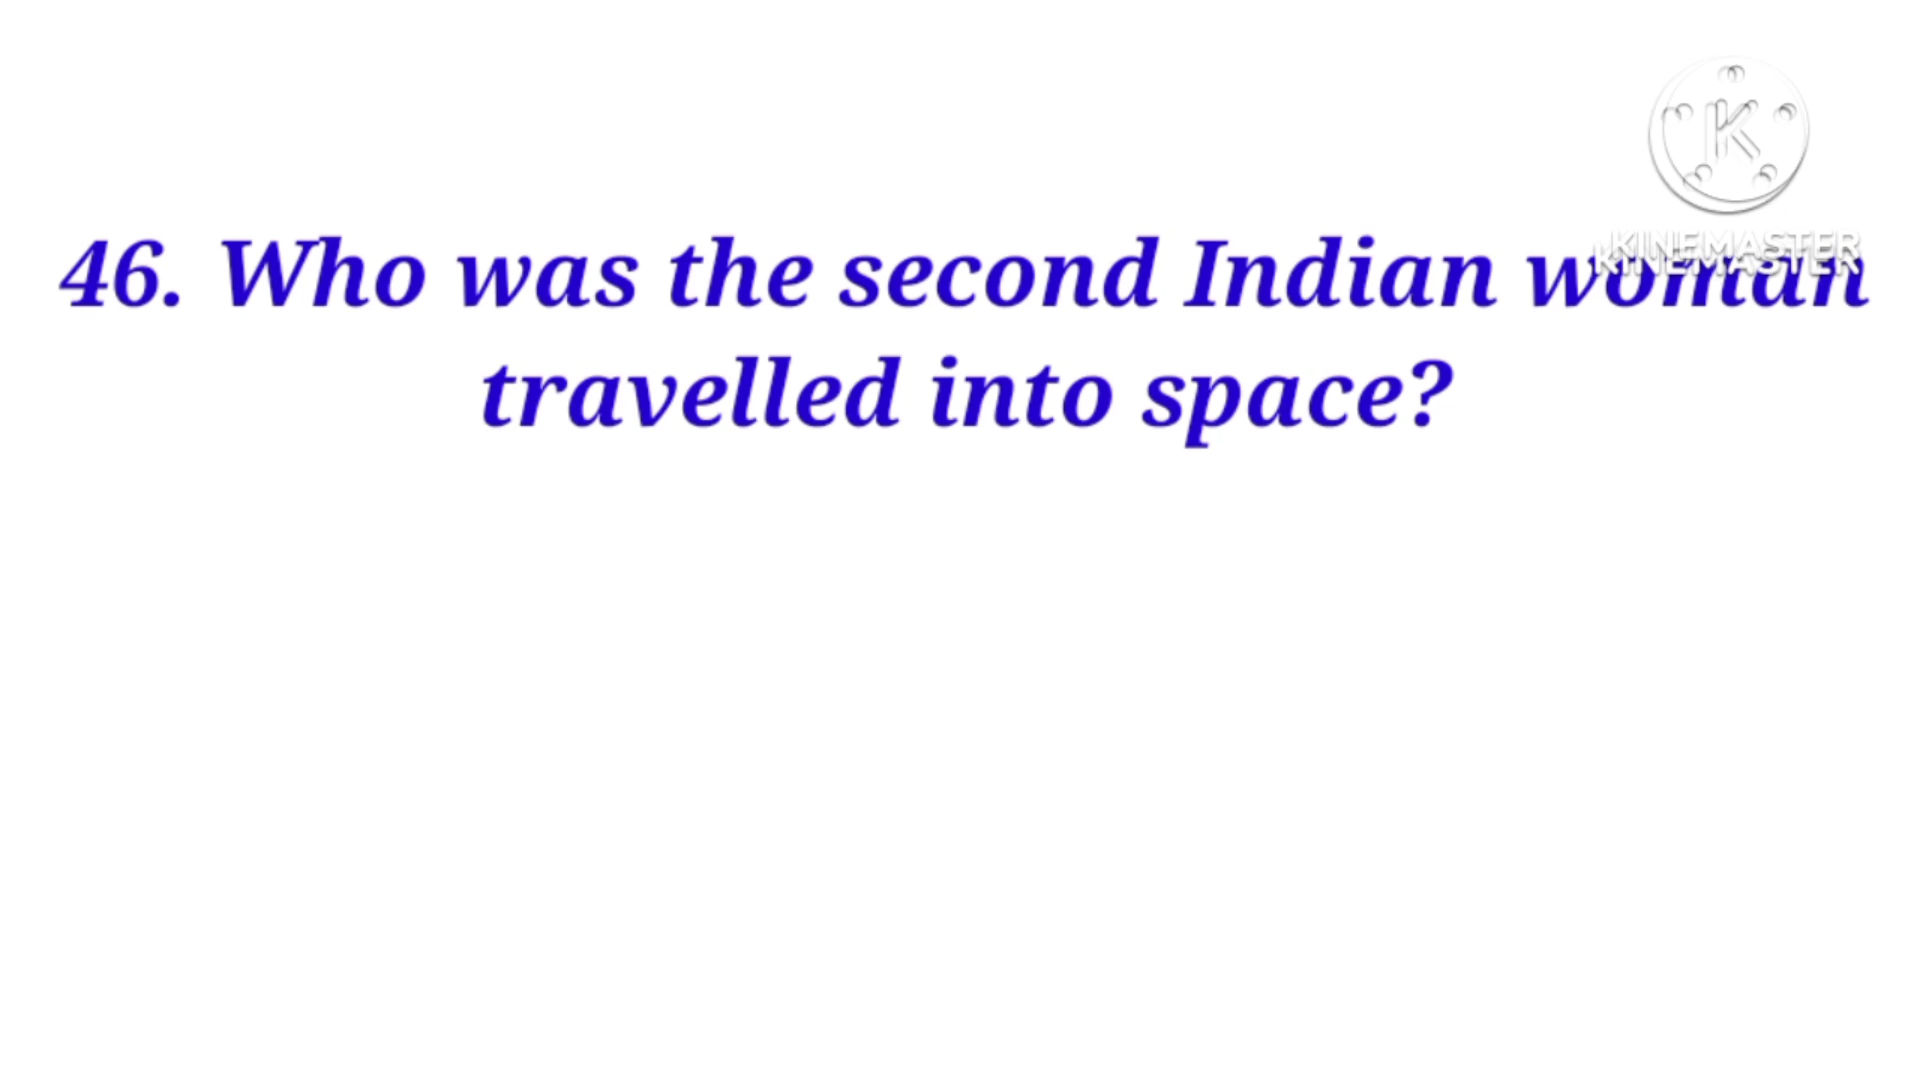 KINEMASTER
46. Who was the second Indian woman
travelled into space?